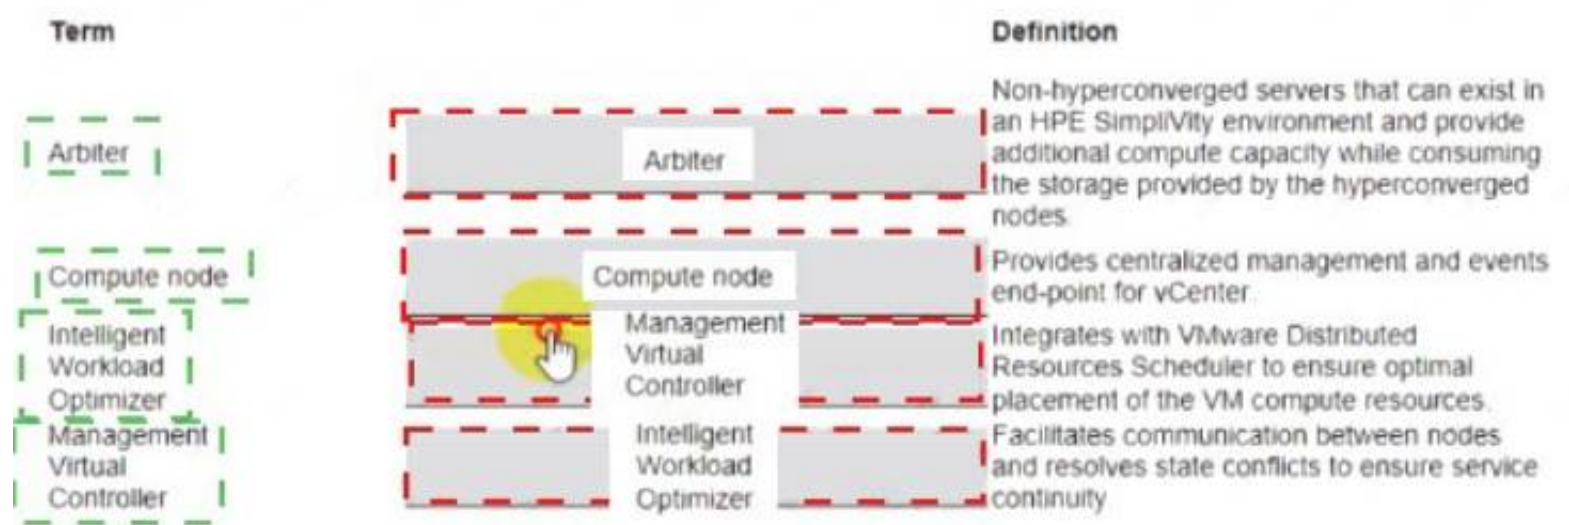 Term
Definition
Arbiter
Arbiter
Non-hyperconverged servers that can exist in
an HPE SimpliVity environment and provide
additional compute capacity while consuming
the storage provided by the hyperconverged
nodes.
Compute node
Compute node
Provides centralized management and events
end-point for vCenter
Intelligent
Workload
Optimizer
Management
Virtual
Controller
Integrates with VMware Distributed
Resources Scheduler to ensure optimal
placement of the VM compute resources.
Management
Virtual
Controller
Intelligent
Workload
Optimizer
Facilitates communication between nodes
and resolves state conflicts to ensure service
continuity